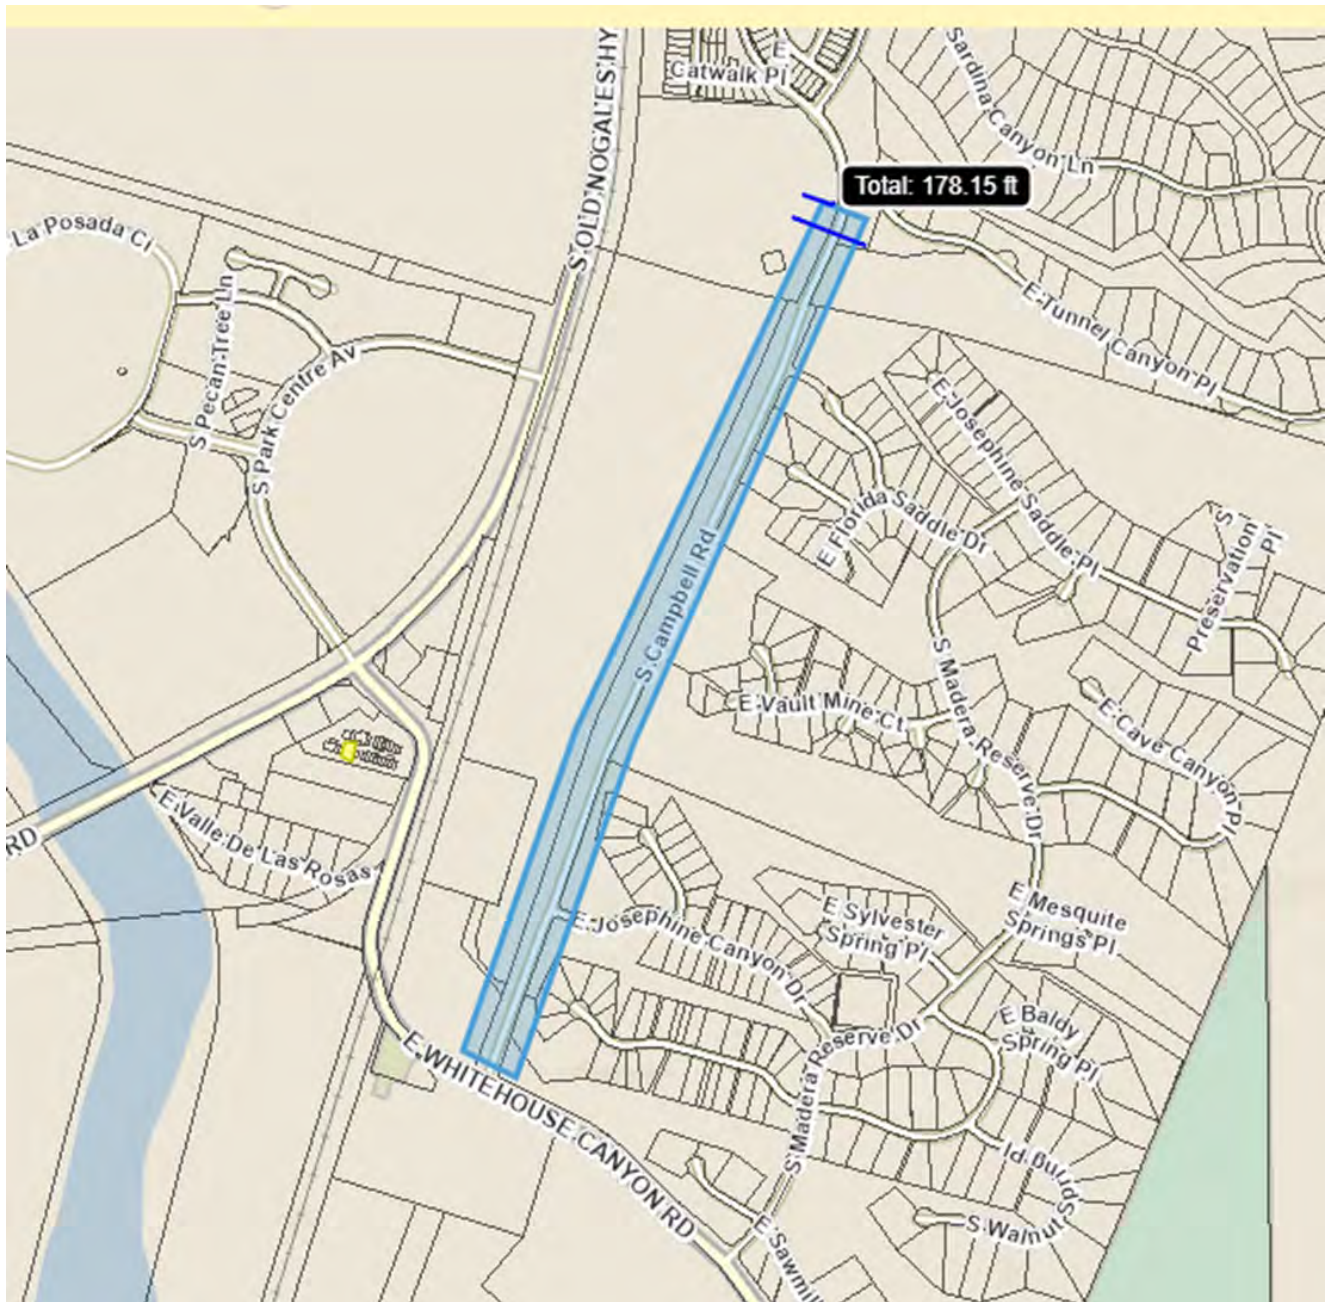 S OLD NOGALES HY
E
Catwalk Pl
Sardina Canyon Ln
Total: 178.15 ft
La Posada Ci
S Pecan Tree Ln
S Park Centre Av
E Tunnel Canyon Pl
E Josephine Saddle Pl
E Florida Saddle Dr
S
Preservation
Pl
S Campbell Rd
E Vault Mine Ct
S Madera Reserve Dr
E Cave Canyon Pl
RD
E Valle De Las Rosas
E Josephine Canyon Dr
E Sylvester
Spring Pl
E Mesquite
Springs Pl
E Baldy
Spring Pl
S Madera Reserve Dr
E WHITEHOUSE CANYON RD
S Walnut Spring Pl
E Sawmill